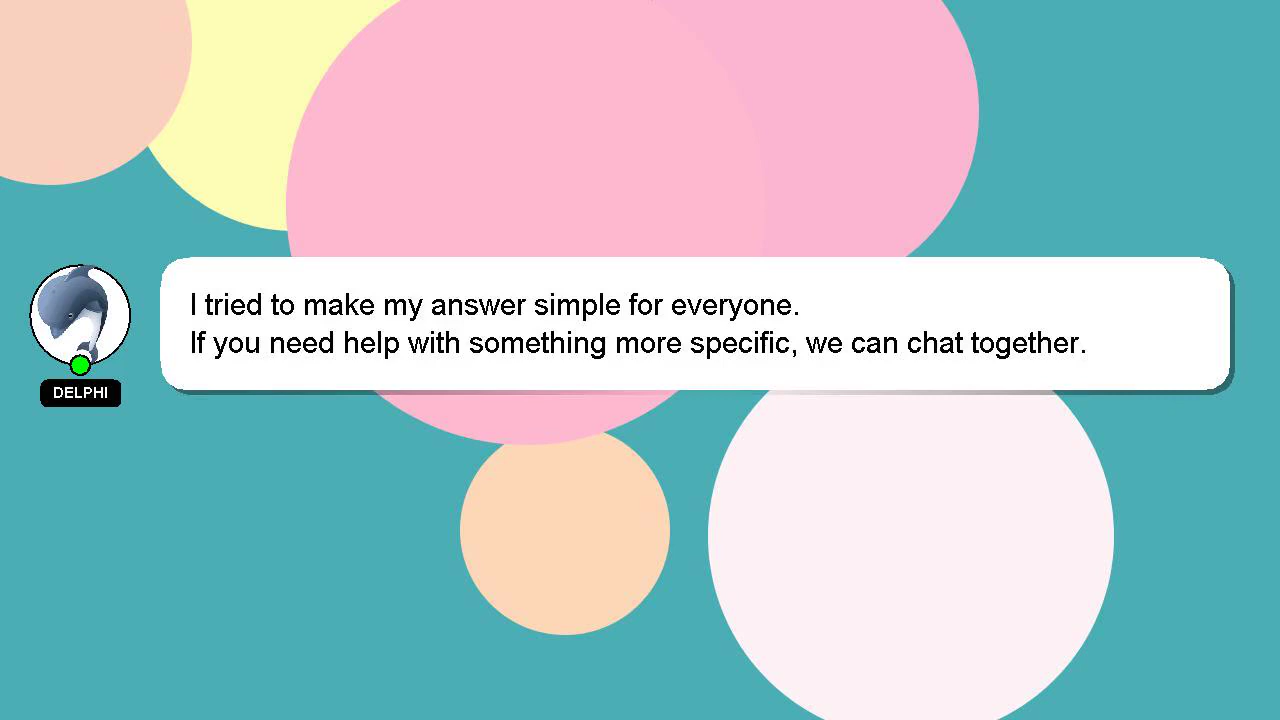 I tried to make my answer simple for everyone.
If you need help with something more specific, we can chat together.
DELPHI